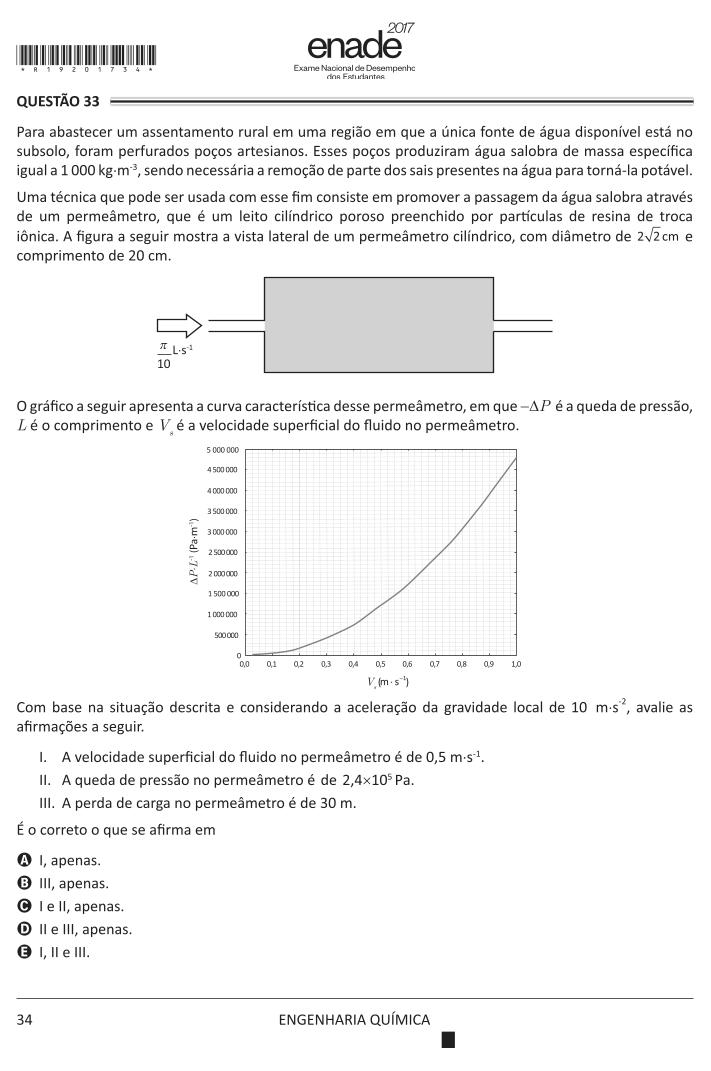 enade 2017
Exame Nacional de Desempenho
dos Estudantes
* R 1 9 2 0 1 7 3 4 *
QUESTÃO 33
Para abastecer um assentamento rural em uma região em que a única fonte de água disponível está no
subsolo, foram perfurados poços artesianos. Esses poços produziram água salobra de massa específica
igual a 1 000 kg·m⁻³, sendo necessária a remoção de parte dos sais presentes na água para torná-la potável.
Uma técnica que pode ser usada com esse fim consiste em promover a passagem da água salobra através
de um permeâmetro, que é um leito cilíndrico poroso preenchido por partículas de resina de troca
iônica. A figura a seguir mostra a vista lateral de um permeâmetro cilíndrico, com diâmetro de 2√2 cm e
comprimento de 20 cm.
π/10 L·s⁻¹
O gráfico a seguir apresenta a curva característica desse permeâmetro, em que −ΔP é a queda de pressão,
L é o comprimento e Vₛ é a velocidade superficial do fluido no permeâmetro.
5 000 000
4 500 000
4 000 000
3 500 000
3 000 000
2 500 000
2 000 000
1 500 000
1 000 000
500 000
0
ΔP·L⁻¹ (Pa·m⁻¹)
0,0 0,1 0,2 0,3 0,4 0,5 0,6 0,7 0,8 0,9 1,0
Vₛ (m · s⁻¹)
Com base na situação descrita e considerando a aceleração da gravidade local de 10 m·s⁻², avalie as
afirmações a seguir.
I. A velocidade superficial do fluido no permeâmetro é de 0,5 m·s⁻¹.
II. A queda de pressão no permeâmetro é de 2,4×10⁵ Pa.
III. A perda de carga no permeâmetro é de 30 m.
É o correto o que se afirma em
A I, apenas.
B III, apenas.
C I e II, apenas.
D II e III, apenas.
E I, II e III.
34
ENGENHARIA QUÍMICA